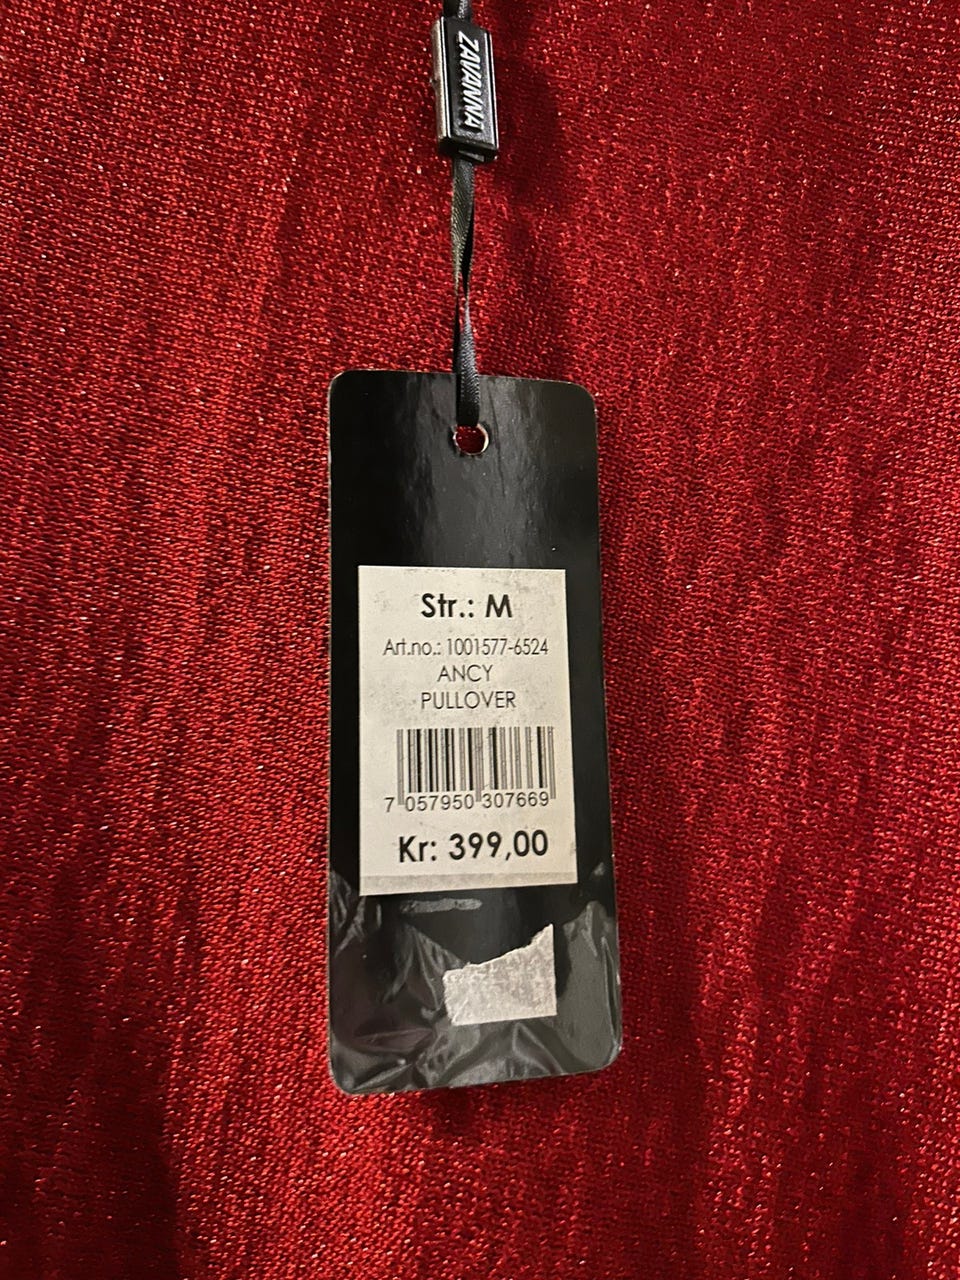 ZAVANNA
Str.: M
Art.no.: 1001577-6524
ANCY
PULLOVER
7 057950 307669
Kr: 399,00